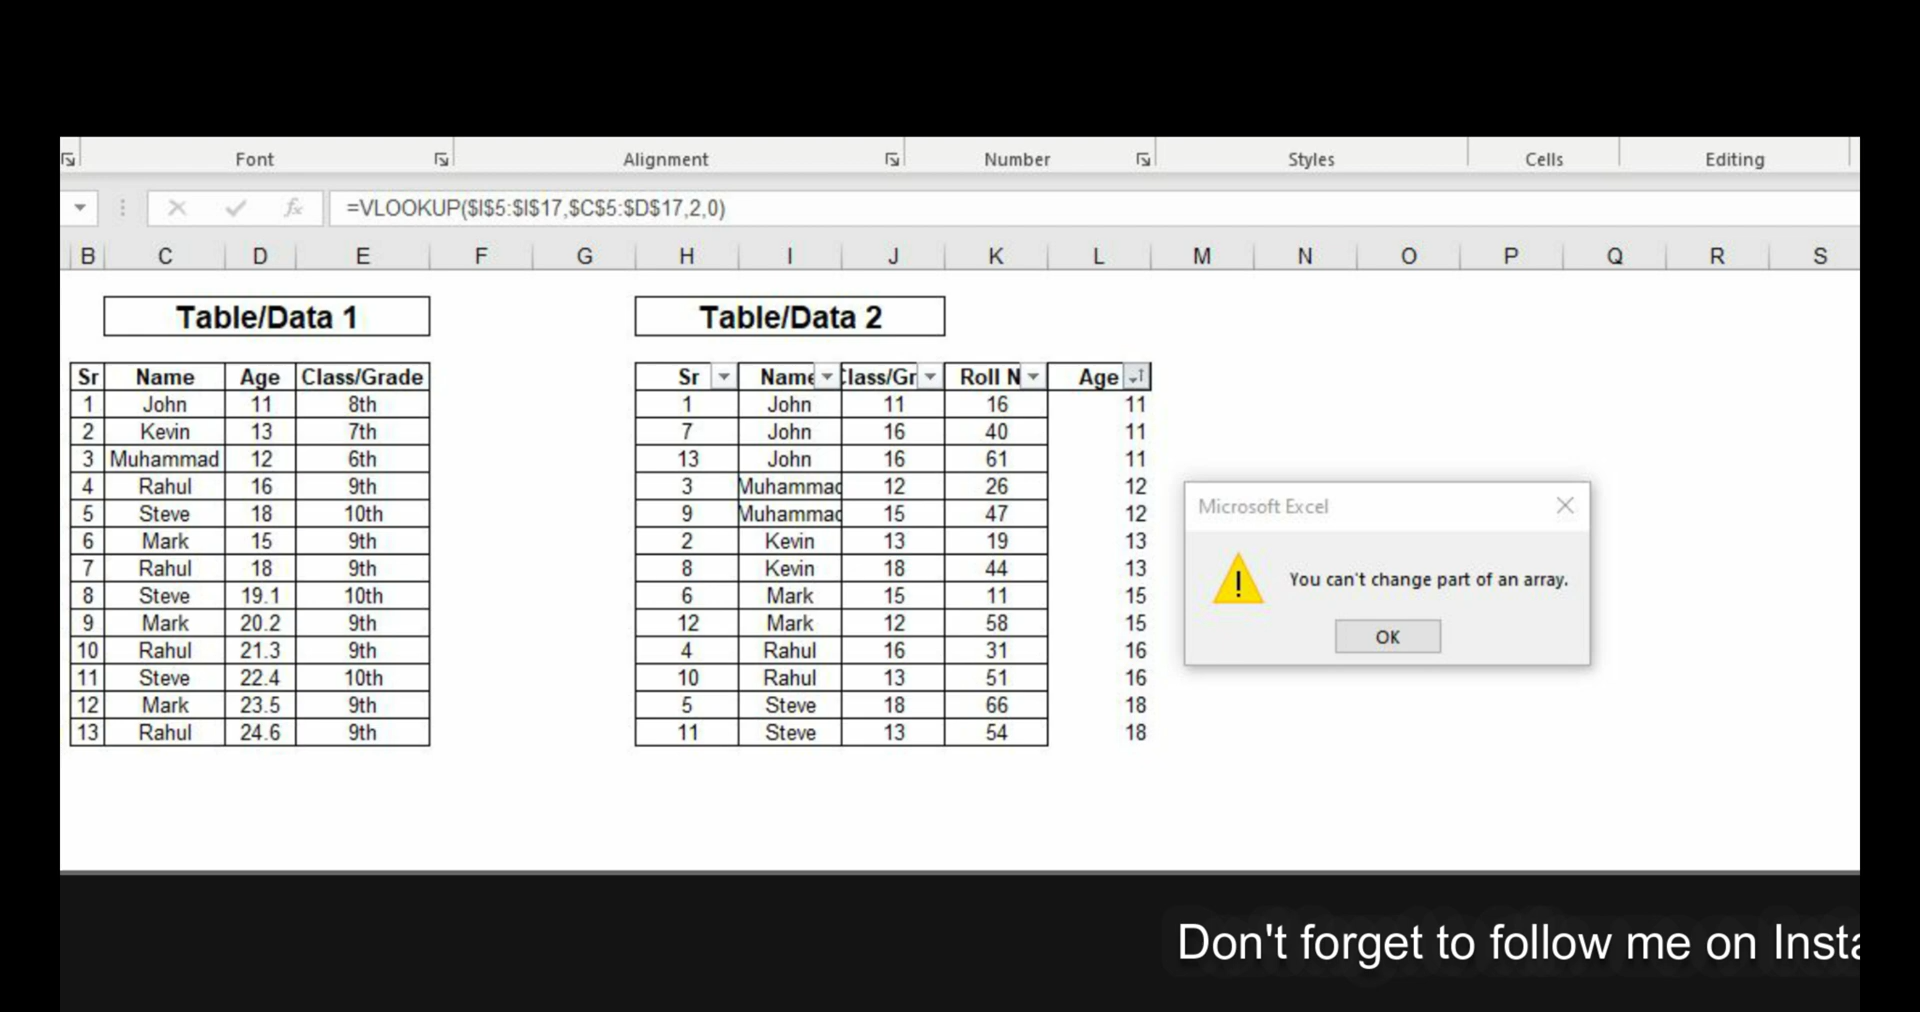 Font Alignment Number Styles Cells Editing
fx =VLOOKUP($I$5:$I$17,$C$5:$D$17,2,0)
B C D E F G H I J K L M N O P Q R S
Table/Data 1 Table/Data 2
Sr Name Age Class/Grade Sr Name Class/Gr Roll N Age
1 John 11 8th 1 John 11 16 11
2 Kevin 13 7th 7 John 16 40 11
3 Muhammad 12 6th 13 John 16 61 11
4 Rahul 16 9th 3 Muhammad 12 26 12
5 Steve 18 10th 9 Muhammad 15 47 12
6 Mark 15 9th 2 Kevin 13 19 13
7 Rahul 18 9th 8 Kevin 18 44 13
8 Steve 19.1 10th 6 Mark 15 11 15
9 Mark 20.2 9th 12 Mark 12 58 15
10 Rahul 21.3 9th 4 Rahul 16 31 16
11 Steve 22.4 10th 10 Rahul 13 51 16
12 Mark 23.5 9th 5 Steve 18 66 18
13 Rahul 24.6 9th 11 Steve 13 54 18
Microsoft Excel
You can't change part of an array.
OK
Don't forget to follow me on Insta